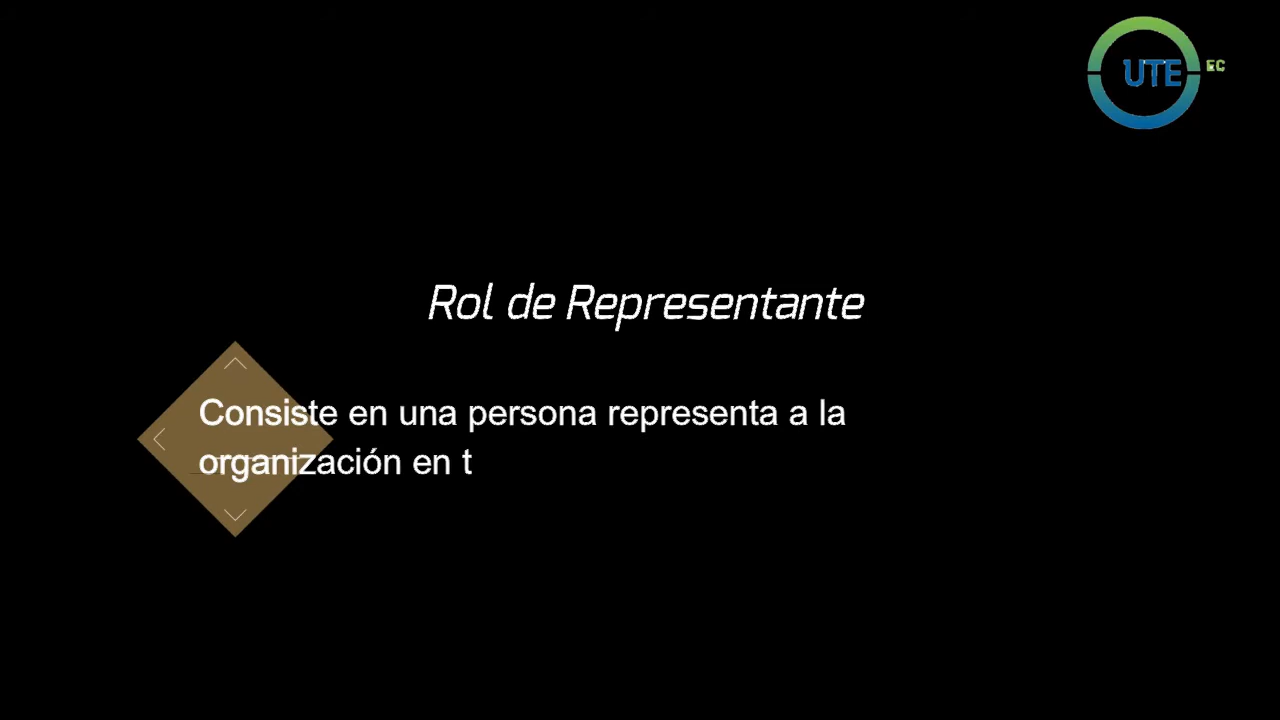 UTE
EC
Rol de Representante
Consiste en una persona representa a la
organización en t